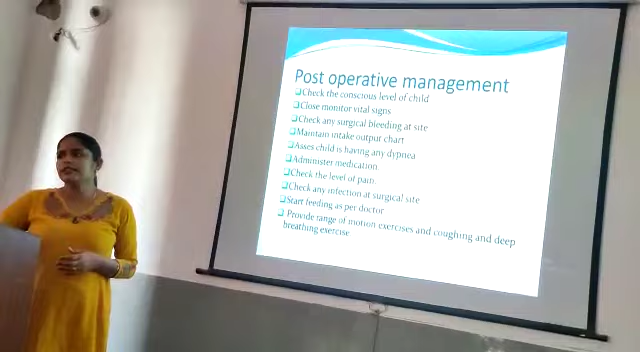 Post operative management
Check the conscious level of child
Close monitor vital signs
Check any surgical bleeding at site
Maintain intake output chart
Asses child is having any dypnea
Administer medication.
Check the level of pain.
Check any infection at surgical site
Start feeding as per doctor
Provide range of motion exercises and coughing and deep
breathing exercise